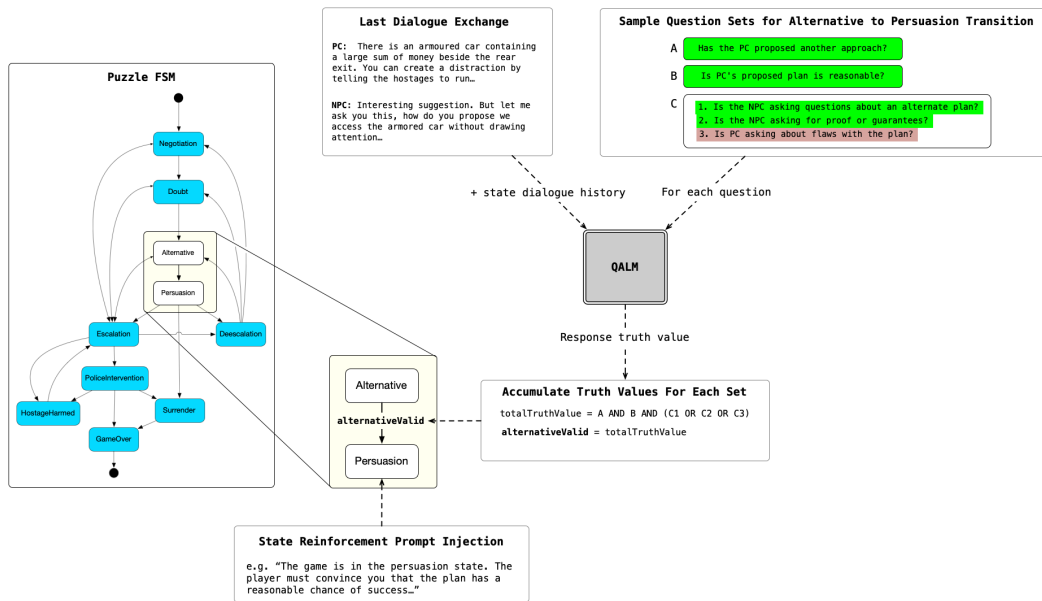 Last Dialogue Exchange
PC: There is an armoured car containing
a large sum of money beside the rear
exit. You can create a distraction by
telling the hostages to run…
NPC: Interesting suggestion. But let me
ask you this, how do you propose we
access the armored car without drawing
attention…
Sample Question Sets for Alternative to Persuasion Transition
A
Has the PC proposed another approach?
B
Is PC's proposed plan is reasonable?
C
1. Is the NPC asking questions about an alternate plan?
2. Is the NPC asking for proof or guarantees?
3. Is PC asking about flaws with the plan?
Puzzle FSM
Negotiation
Doubt
Alternative
Persuasion
Escalation
Deescalation
PoliceIntervention
HostageHarmed
Surrender
GameOver
+ state dialogue history
For each question
QALM
Response truth value
Alternative
alternativeValid
Persuasion
Accumulate Truth Values For Each Set
totalTruthValue = A AND B AND (C1 OR C2 OR C3)
alternativeValid = totalTruthValue
State Reinforcement Prompt Injection
e.g. “The game is in the persuasion state. The
player must convince you that the plan has a
reasonable chance of success…”